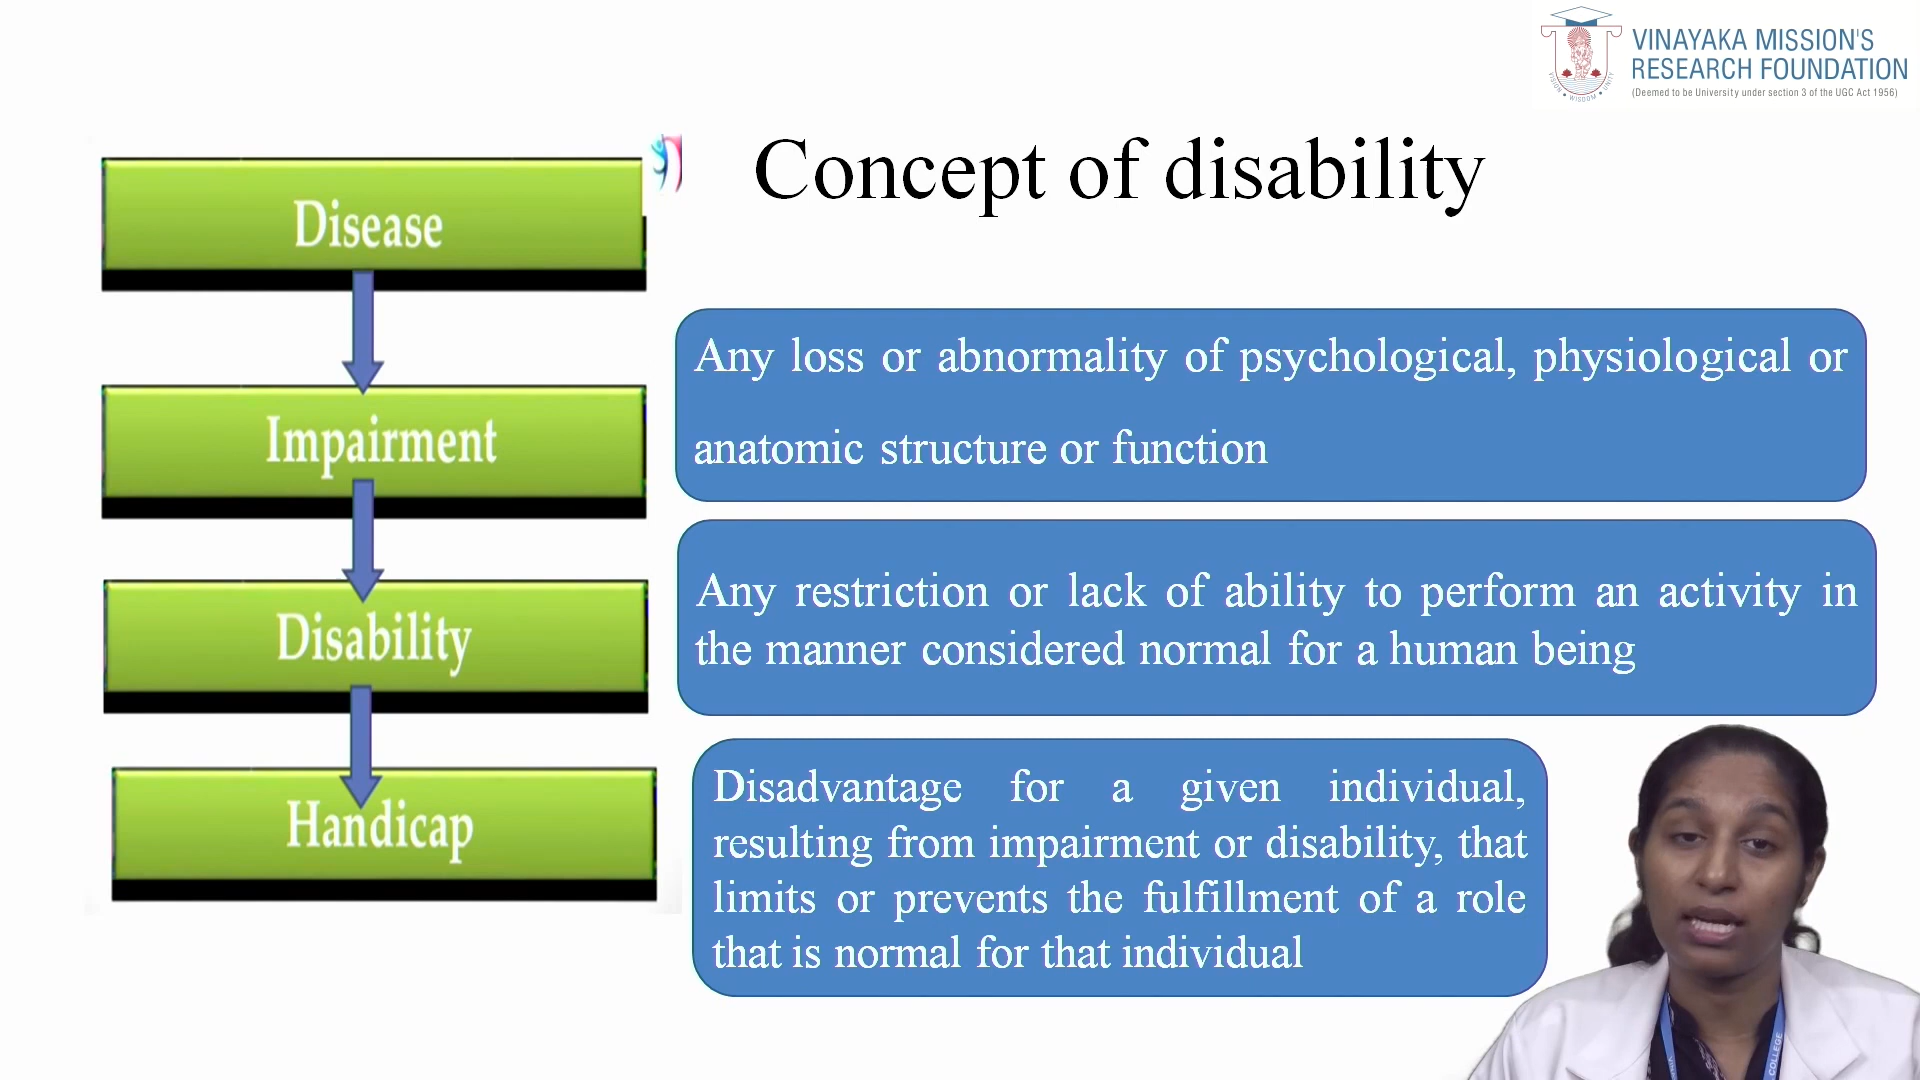 VINAYAKA MISSION'S
RESEARCH FOUNDATION
(Deemed to be University under section 3 of the UGC Act 1956)
VISION • WISDOM • UNITY
Concept of disability
Disease
Impairment
Any loss or abnormality of psychological, physiological or
anatomic structure or function
Disability
Any restriction or lack of ability to perform an activity in
the manner considered normal for a human being
Handicap
Disadvantage for a given individual,
resulting from impairment or disability, that
limits or prevents the fulfillment of a role
that is normal for that individual
COLLEGE